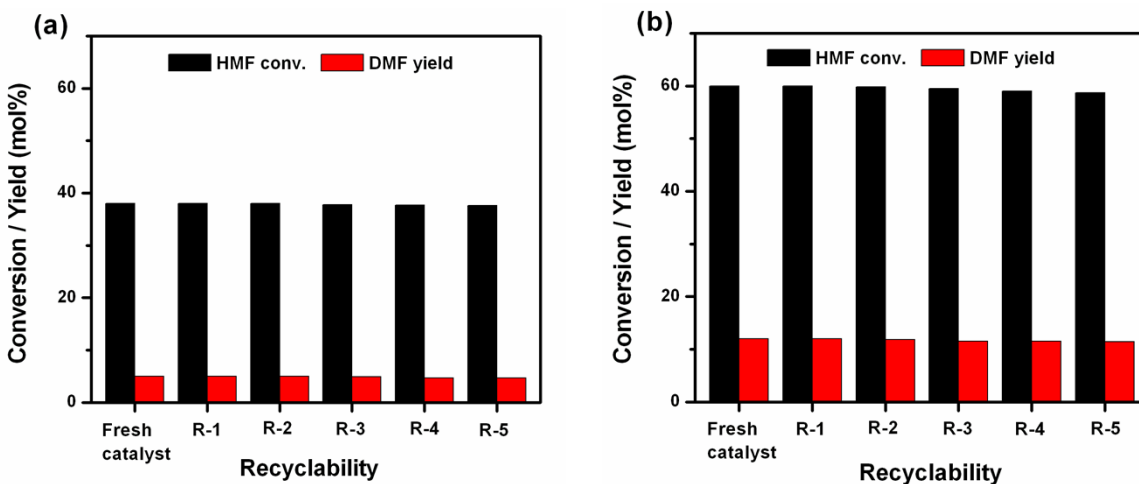 (a)
HMF conv. DMF yield
Conversion / Yield (mol%)
60
40
20
0
Fresh catalyst R-1 R-2 R-3 R-4 R-5
Recyclability
(b)
HMF conv. DMF yield
Conversion / Yield (mol%)
60
40
20
0
Fresh catalyst R-1 R-2 R-3 R-4 R-5
Recyclability